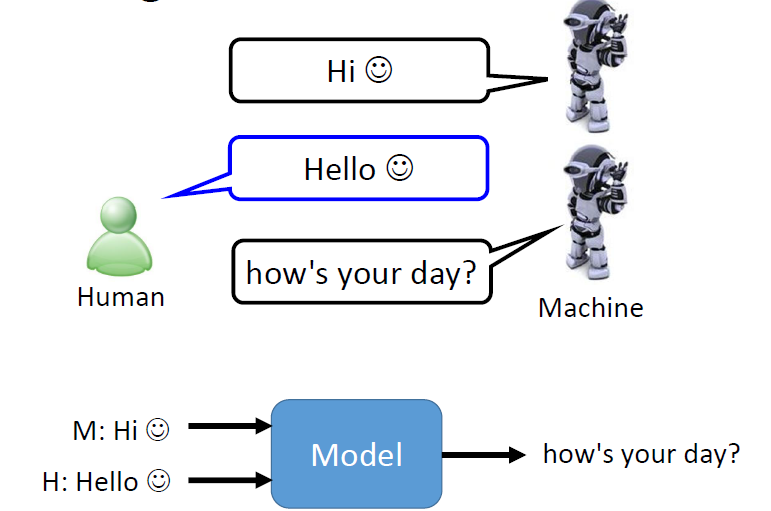 Hi ☺
Hello ☺
how's your day?
Human
Machine
M: Hi ☺
H: Hello ☺
Model
how's your day?